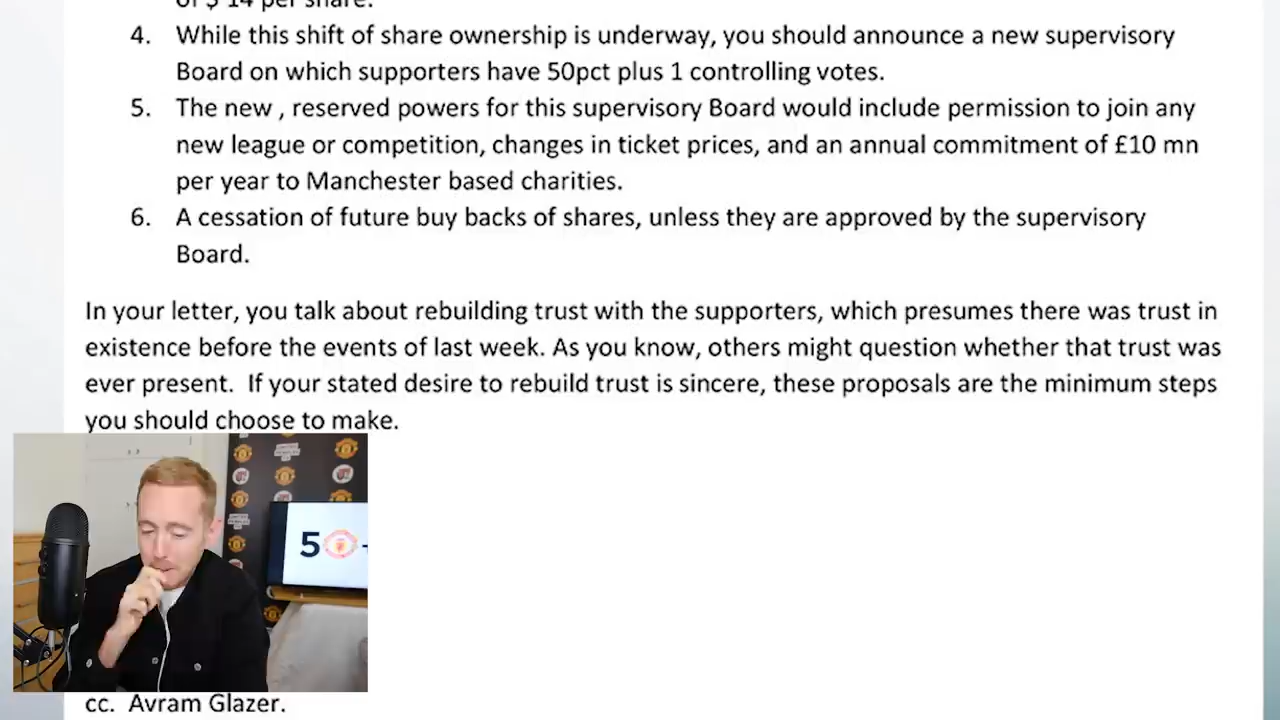 of $ 14 per share.
4. While this shift of share ownership is underway, you should announce a new supervisory
Board on which supporters have 50pct plus 1 controlling votes.
5. The new , reserved powers for this supervisory Board would include permission to join any
new league or competition, changes in ticket prices, and an annual commitment of £10 mn
per year to Manchester based charities.
6. A cessation of future buy backs of shares, unless they are approved by the supervisory
Board.
In your letter, you talk about rebuilding trust with the supporters, which presumes there was trust in
existence before the events of last week. As you know, others might question whether that trust was
ever present. If your stated desire to rebuild trust is sincere, these proposals are the minimum steps
you should choose to make.
5
cc. Avram Glazer.